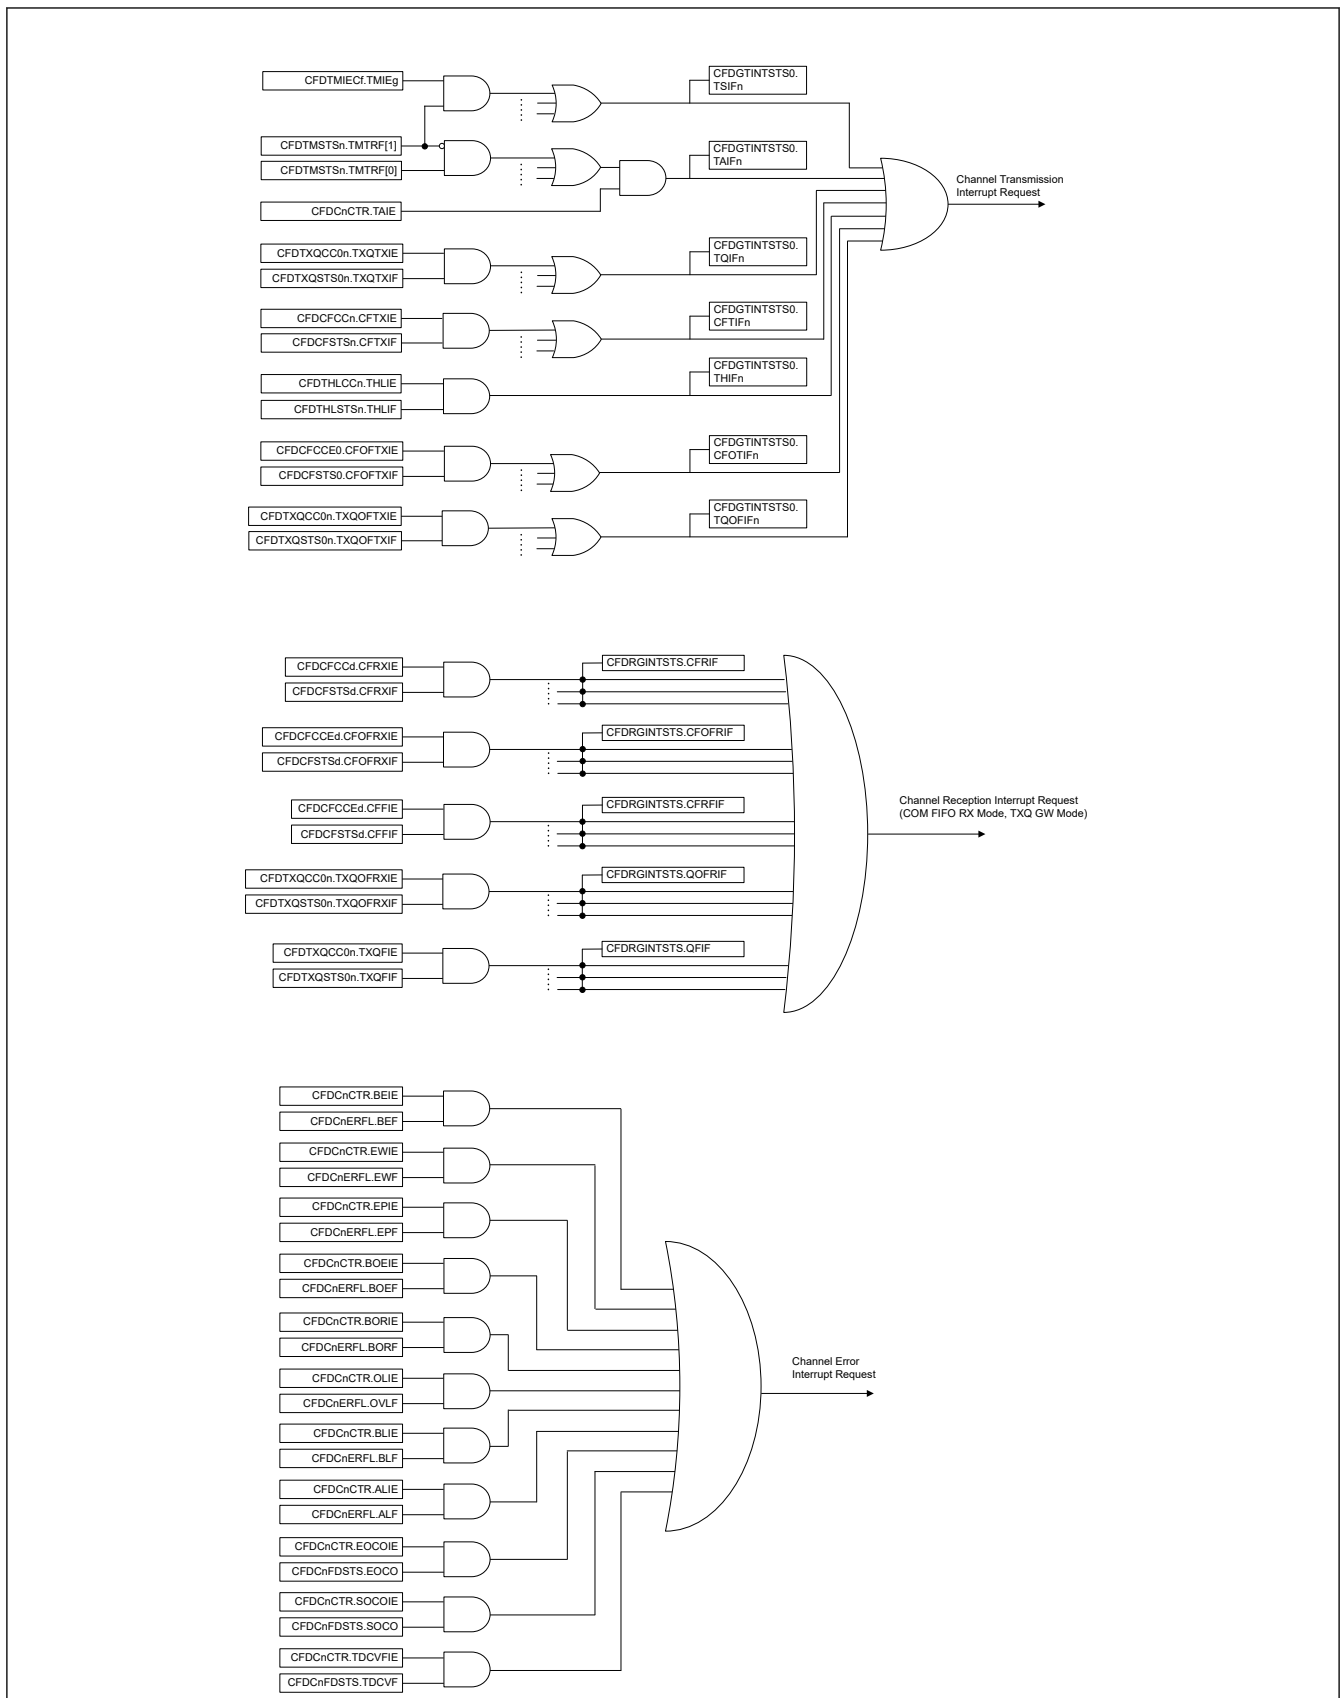 CFDTMIECf.TMIEg
CFDGTINTSTS0.
TSIFn
CFDTMSTSn.TMTRF[1]
CFDTMSTSn.TMTRF[0]
CFDGTINTSTS0.
TAIFn
CFDCnCTR.TAIE
Channel Transmission
Interrupt Request
CFDTXQCC0n.TXQTXIE
CFDTXQSTS0n.TXQTXIF
CFDGTINTSTS0.
TQIFn
CFDCFCCn.CFTXIE
CFDCFSTSn.CFTXIF
CFDGTINTSTS0.
CFTIFn
CFDTHLCCn.THLIE
CFDTHLSTSn.THLIF
CFDGTINTSTS0.
THIFn
CFDCFCCE0.CFOFTXIE
CFDCFSTS0.CFOFTXIF
CFDGTINTSTS0.
CFOTIFn
CFDTXQCC0n.TXQOFTXIE
CFDTXQSTS0n.TXQOFTXIF
CFDGTINTSTS0.
TQOFIFn
CFDCFCCd.CFRXIE
CFDCFSTSd.CFRXIF
CFDRGINTSTS.CFRIF
CFDCFCCEd.CFOFRXIE
CFDCFSTSd.CFOFRXIF
CFDRGINTSTS.CFOFRIF
CFDCFCCEd.CFFIE
CFDCFSTSd.CFFIF
CFDRGINTSTS.CFRFIF
Channel Reception Interrupt Request
(COM FIFO RX Mode, TXQ GW Mode)
CFDTXQCC0n.TXQOFRXIE
CFDTXQSTS0n.TXQOFRXIF
CFDRGINTSTS.QOFRIF
CFDTXQCC0n.TXQFIE
CFDTXQSTS0n.TXQFIF
CFDRGINTSTS.QFIF
CFDCnCTR.BEIE
CFDCnERFL.BEF
CFDCnCTR.EWIE
CFDCnERFL.EWF
CFDCnCTR.EPIE
CFDCnERFL.EPF
CFDCnCTR.BOEIE
CFDCnERFL.BOEF
CFDCnCTR.BORIE
CFDCnERFL.BORF
CFDCnCTR.OLIE
CFDCnERFL.OVLF
Channel Error
Interrupt Request
CFDCnCTR.BLIE
CFDCnERFL.BLF
CFDCnCTR.ALIE
CFDCnERFL.ALF
CFDCnCTR.EOCOIE
CFDCnFDSTS.EOCO
CFDCnCTR.SOCOIE
CFDCnFDSTS.SOCO
CFDCnCTR.TDCVFIE
CFDCnFDSTS.TDCVF